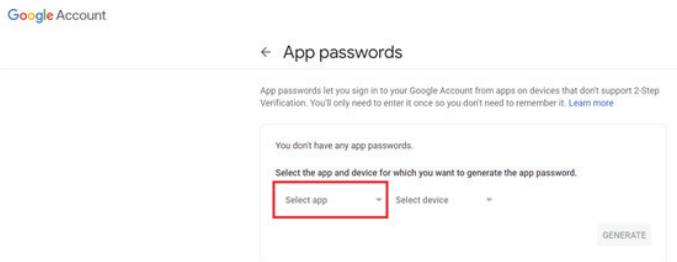 Google Account
← App passwords
App passwords let you sign in to your Google Account from apps on devices that don't support 2-Step
Verification. You'll only need to enter it once so you don't need to remember it. Learn more
You don't have any app passwords.
Select the app and device for which you want to generate the app password.
Select app Select device
GENERATE